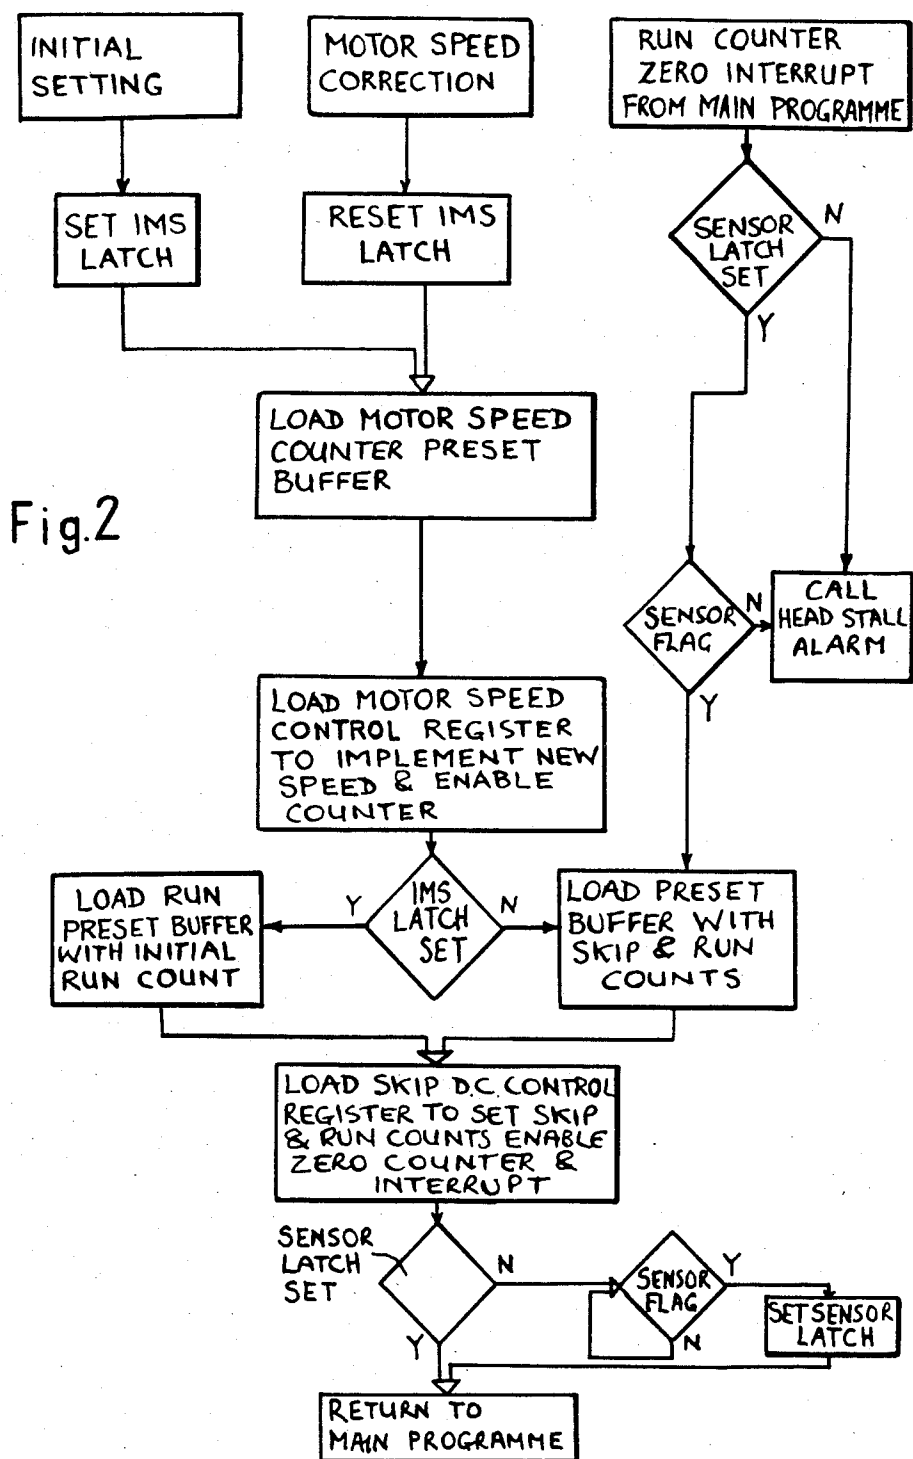 INITIAL
SETTING
MOTOR SPEED
CORRECTION
RUN COUNTER
ZERO INTERRUPT
FROM MAIN PROGRAMME
SET IMS
LATCH
RESET IMS
LATCH
SENSOR
LATCH
SET
N
Y
LOAD MOTOR SPEED
COUNTER PRESET
BUFFER
Fig.2
SENSOR
FLAG
N
Y
CALL
HEAD STALL
ALARM
LOAD MOTOR SPEED
CONTROL REGISTER
TO IMPLEMENT NEW
SPEED & ENABLE
COUNTER
LOAD RUN
PRESET BUFFER
WITH INITIAL
RUN COUNT
Y
IMS
LATCH
SET
N
LOAD PRESET
BUFFER WITH
SKIP & RUN
COUNTS
LOAD SKIP D.C. CONTROL
REGISTER TO SET SKIP
& RUN COUNTS ENABLE
ZERO COUNTER &
INTERRUPT
SENSOR
LATCH
SET
N
Y
SENSOR
FLAG
Y
N
SET SENSOR
LATCH
RETURN TO
MAIN PROGRAMME